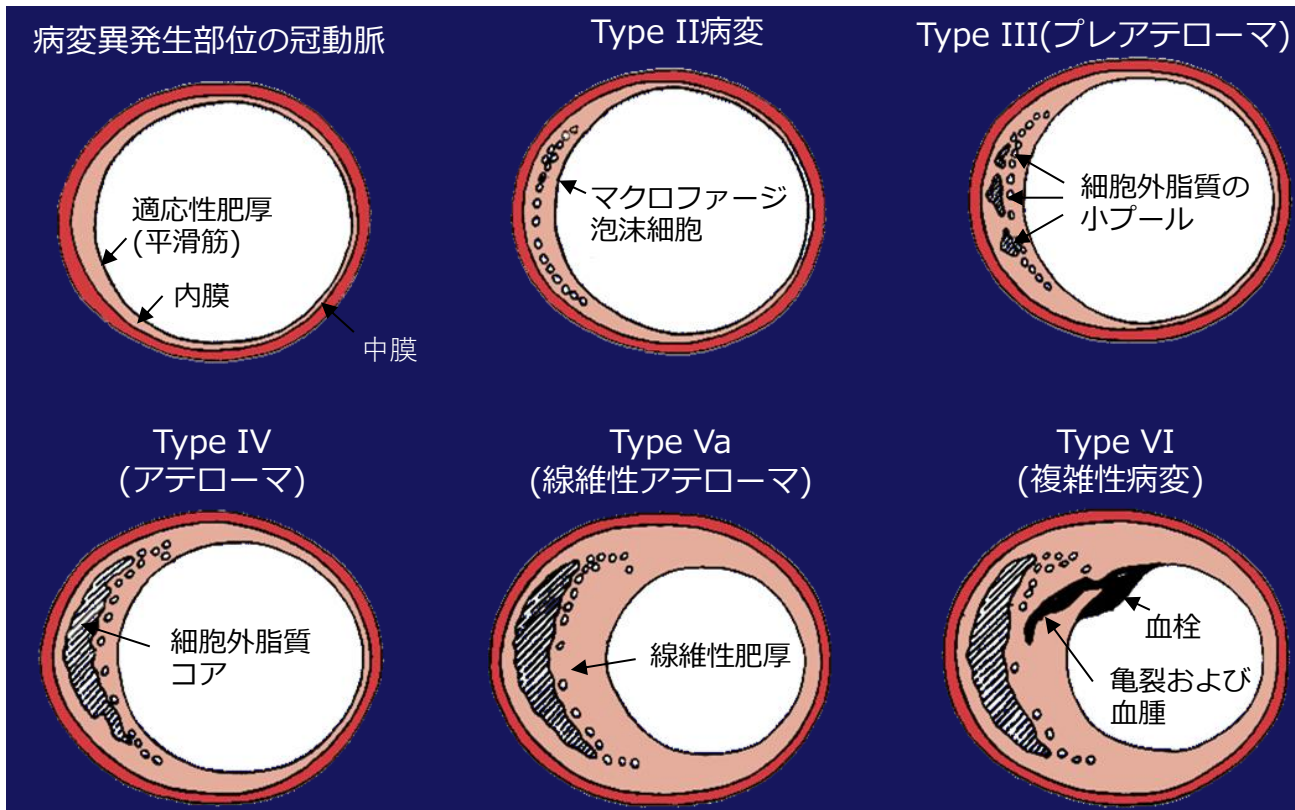 病変異発生部位の冠動脈
Type II病変
Type III(プレアテローマ)
適応性肥厚
(平滑筋)
内膜
中膜
マクロファージ
泡沫細胞
細胞外脂質の
小プール
Type IV
(アテローマ)
Type Va
(線維性アテローマ)
Type VI
(複雑性病変)
細胞外脂質
コア
線維性肥厚
血栓
亀裂および
血腫